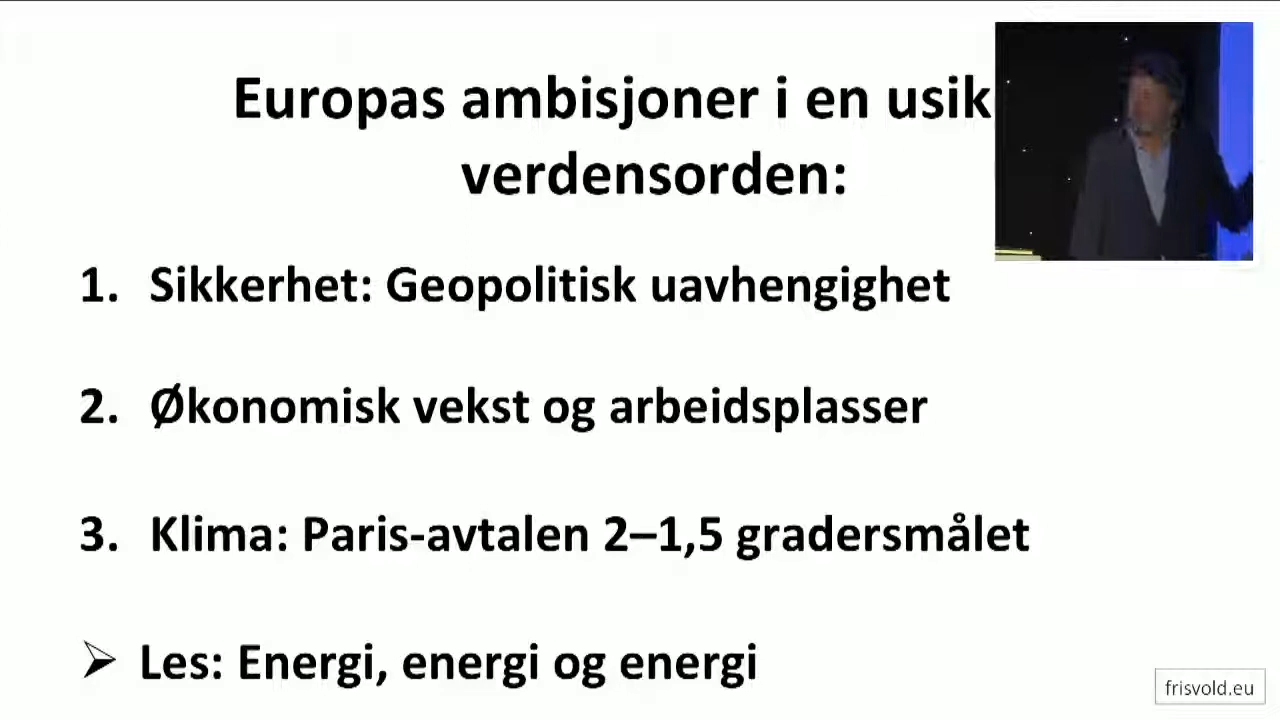 Europas ambisjoner i en usik
verdensorden:
1. Sikkerhet: Geopolitisk uavhengighet
2. Økonomisk vekst og arbeidsplasser
3. Klima: Paris-avtalen 2–1,5 gradersmålet
➢ Les: Energi, energi og energi
frisvold.eu